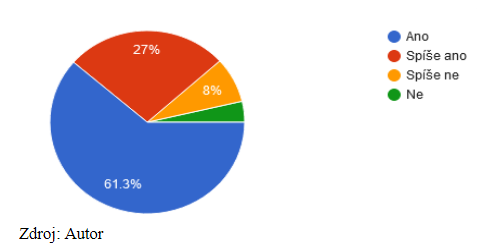 27%
8%
61.3%
Ano
Spíše ano
Spíše ne
Ne
Zdroj: Autor